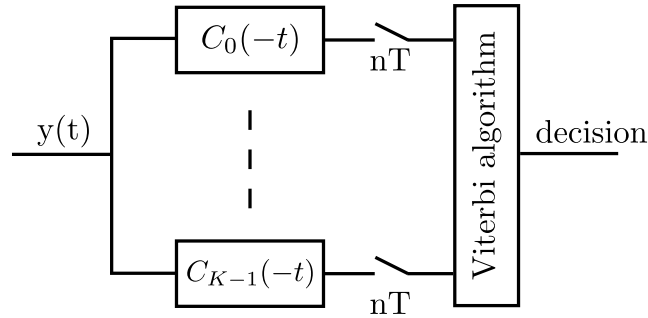 y(t)
C_0(−t)
nT
C_{K−1}(−t)
nT
Viterbi algorithm
decision